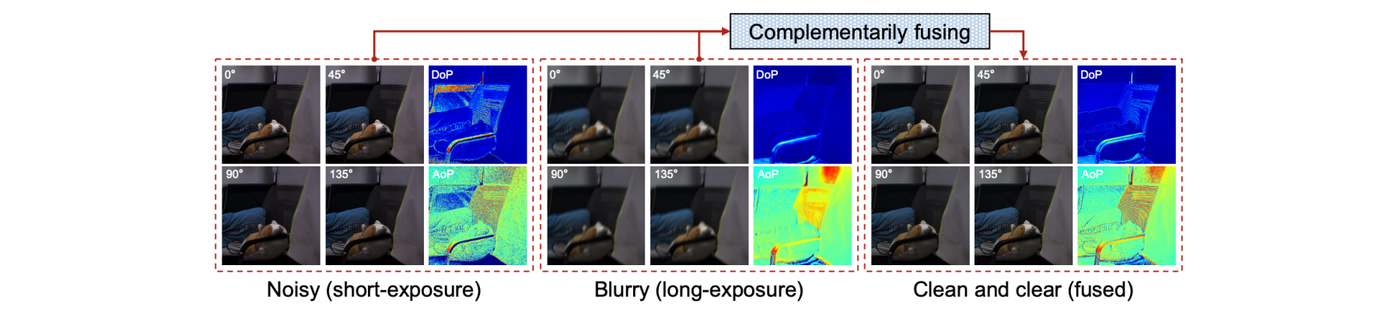 Complementarily fusing
0° 45° DoP
90° 135° AoP
0° 45° DoP
90° 135° AoP
0° 45° DoP
90° 135° AoP
Noisy (short-exposure)
Blurry (long-exposure)
Clean and clear (fused)